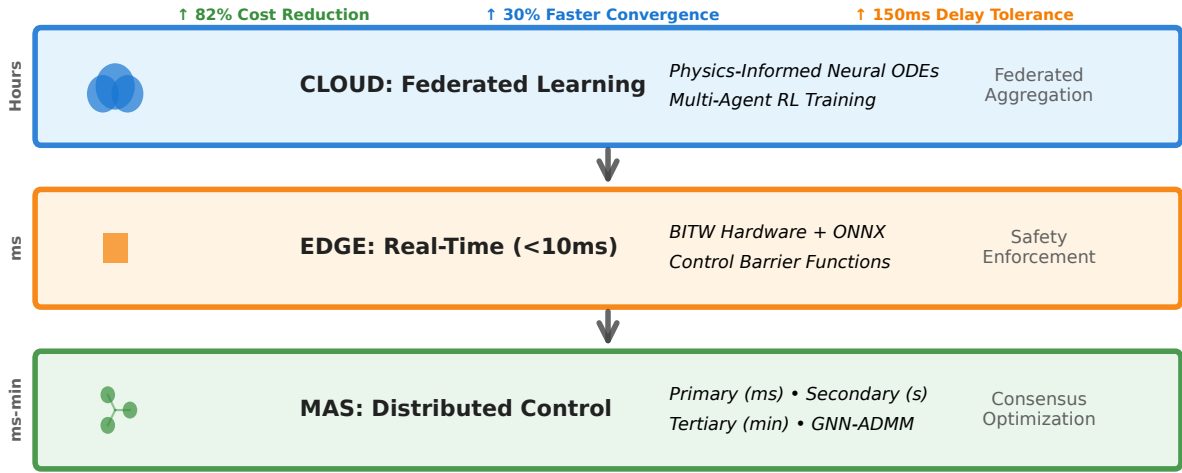 ↑ 82% Cost Reduction ↑ 30% Faster Convergence ↑ 150ms Delay Tolerance
Hours
CLOUD: Federated Learning
Physics-Informed Neural ODEs
Multi-Agent RL Training
Federated
Aggregation
ms
EDGE: Real-Time (<10ms)
BITW Hardware + ONNX
Control Barrier Functions
Safety
Enforcement
ms-min
MAS: Distributed Control
Primary (ms) • Secondary (s)
Tertiary (min) • GNN-ADMM
Consensus
Optimization